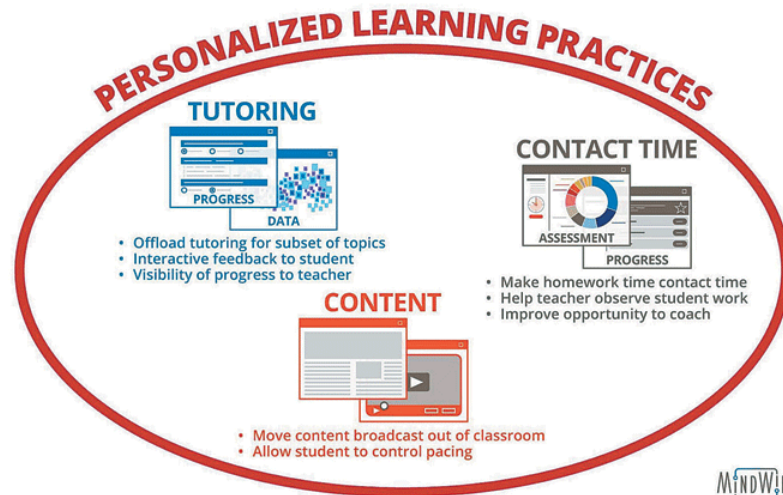 PERSONALIZED LEARNING PRACTICES
TUTORING
PROGRESS
DATA
• Offload tutoring for subset of topics
• Interactive feedback to student
• Visibility of progress to teacher
CONTACT TIME
ASSESSMENT
PROGRESS
• Make homework time contact time
• Help teacher observe student work
• Improve opportunity to coach
CONTENT
• Move content broadcast out of classroom
• Allow student to control pacing